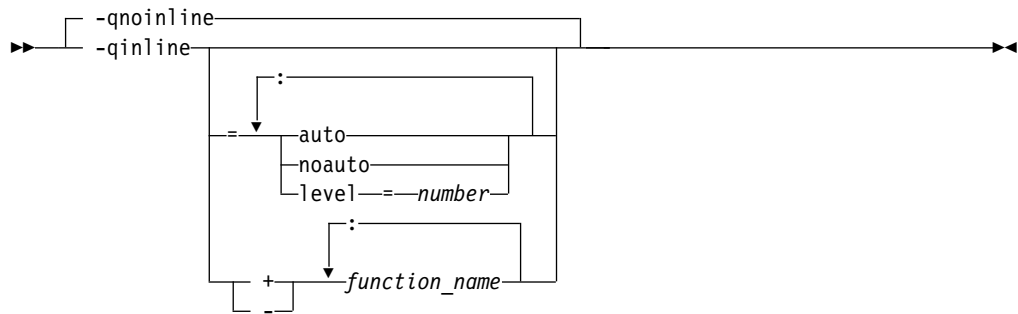 -qnoinline
-qinline
:
= auto
noauto
level = number
:
+ function_name
-